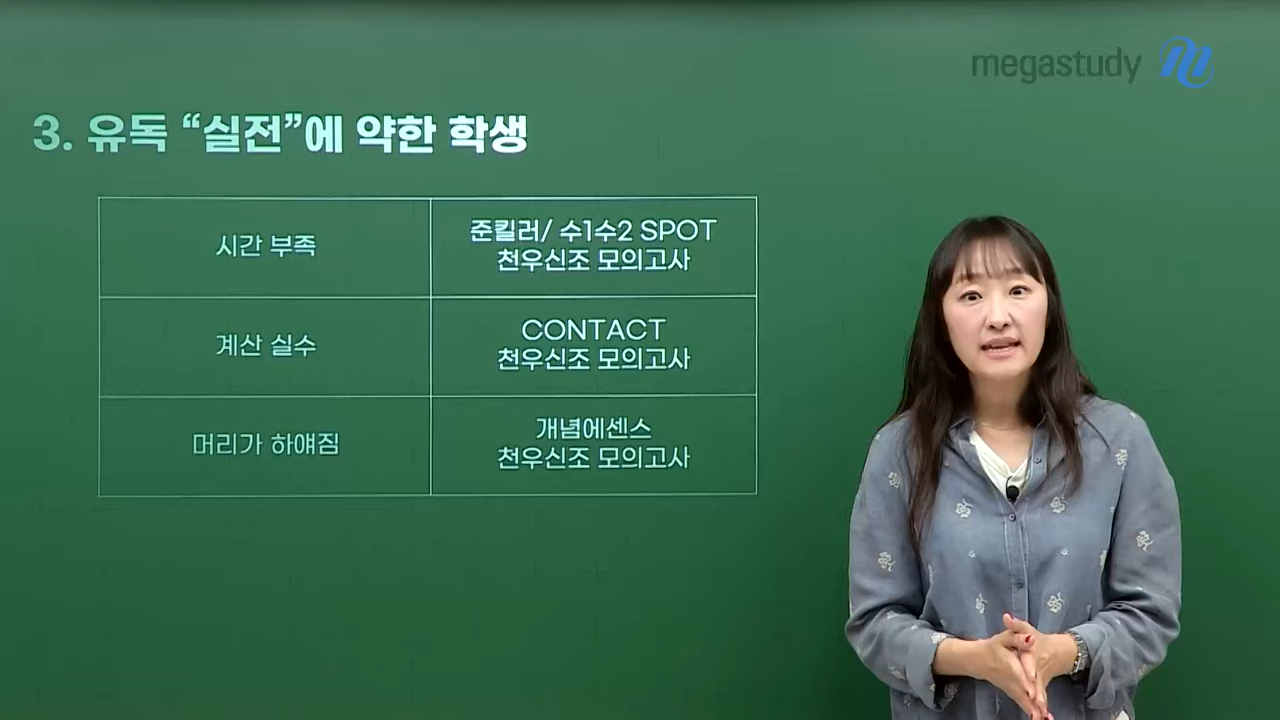 megastudy
3. 유독 “실전”에 약한 학생
시간 부족
준킬러/ 수1수2 SPOT
천우신조 모의고사
계산 실수
CONTACT
천우신조 모의고사
머리가 하얘짐
개념에센스
천우신조 모의고사